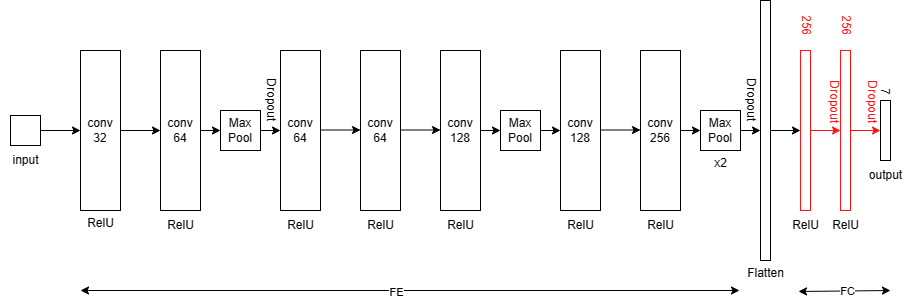 256
256
Dropout
Dropout
Dropout
Dropout
7
conv
32
conv
64
Max
Pool
conv
64
conv
64
conv
128
Max
Pool
conv
128
conv
256
Max
Pool
input
x2
output
RelU
RelU
RelU
RelU
RelU
RelU
RelU
RelU
RelU
Flatten
FE
FC